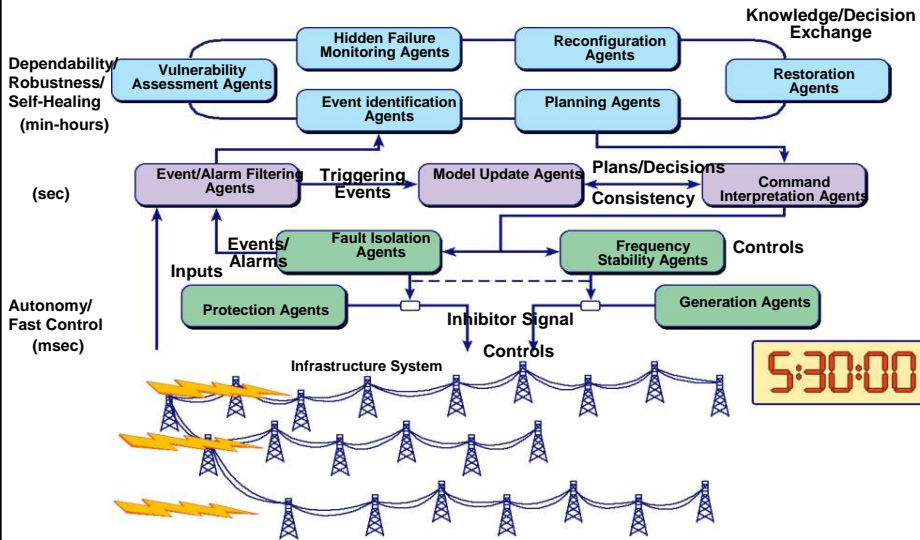 Knowledge/Decision
Exchange
Hidden Failure
Monitoring Agents
Reconfiguration
Agents
Dependability/
Robustness/
Self-Healing
(min-hours)
Vulnerability
Assessment Agents
Restoration
Agents
Event identification
Agents
Planning Agents
(sec)
Event/Alarm Filtering
Agents
Triggering
Events
Model Update Agents
Plans/Decisions
Consistency
Command
Interpretation Agents
Events/
Alarms
Fault Isolation
Agents
Frequency
Stability Agents
Controls
Inputs
Autonomy/
Fast Control
(msec)
Protection Agents
Inhibitor Signal
Generation Agents
Controls
Infrastructure System
5:30:00